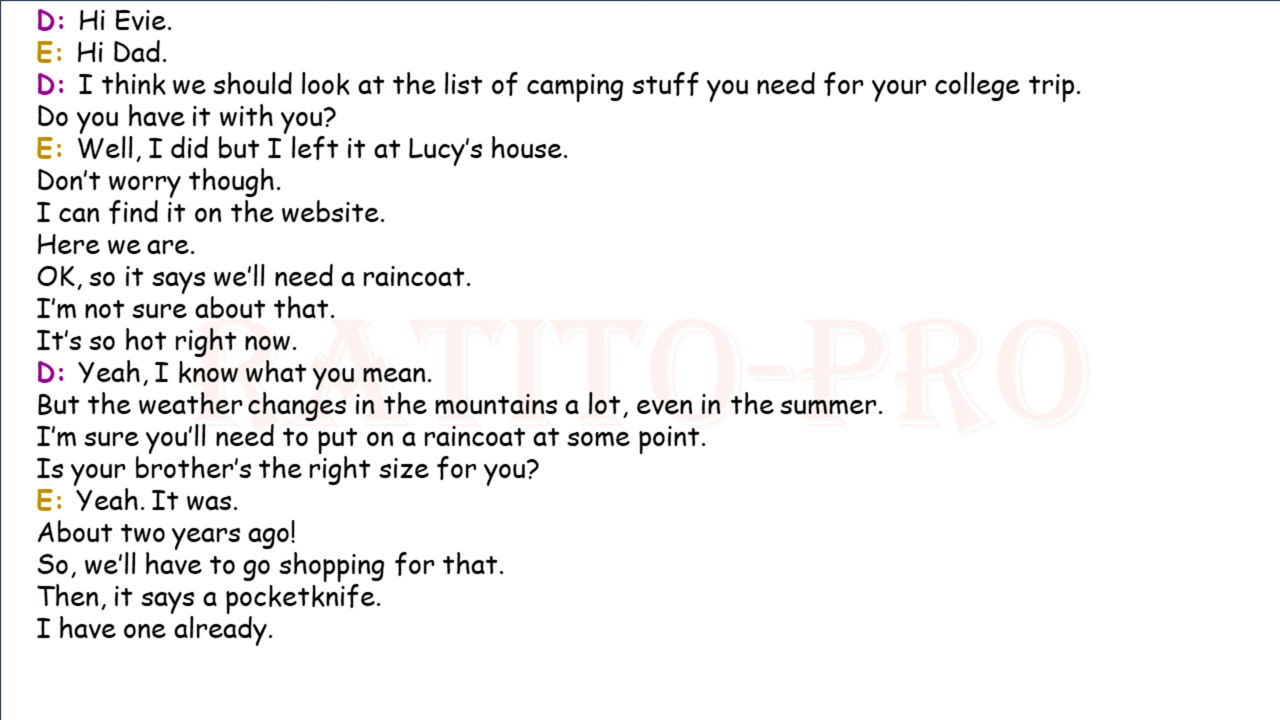 D: Hi Evie.
E: Hi Dad.
D: I think we should look at the list of camping stuff you need for your college trip.
Do you have it with you?
E: Well, I did but I left it at Lucy's house.
Don't worry though.
I can find it on the website.
Here we are.
OK, so it says we'll need a raincoat.
I'm not sure about that.
It's so hot right now.
D: Yeah, I know what you mean.
But the weather changes in the mountains a lot, even in the summer.
I'm sure you'll need to put on a raincoat at some point.
Is your brother's the right size for you?
E: Yeah. It was.
About two years ago!
So, we'll have to go shopping for that.
Then, it says a pocketknife.
I have one already.
RATITO-PRO